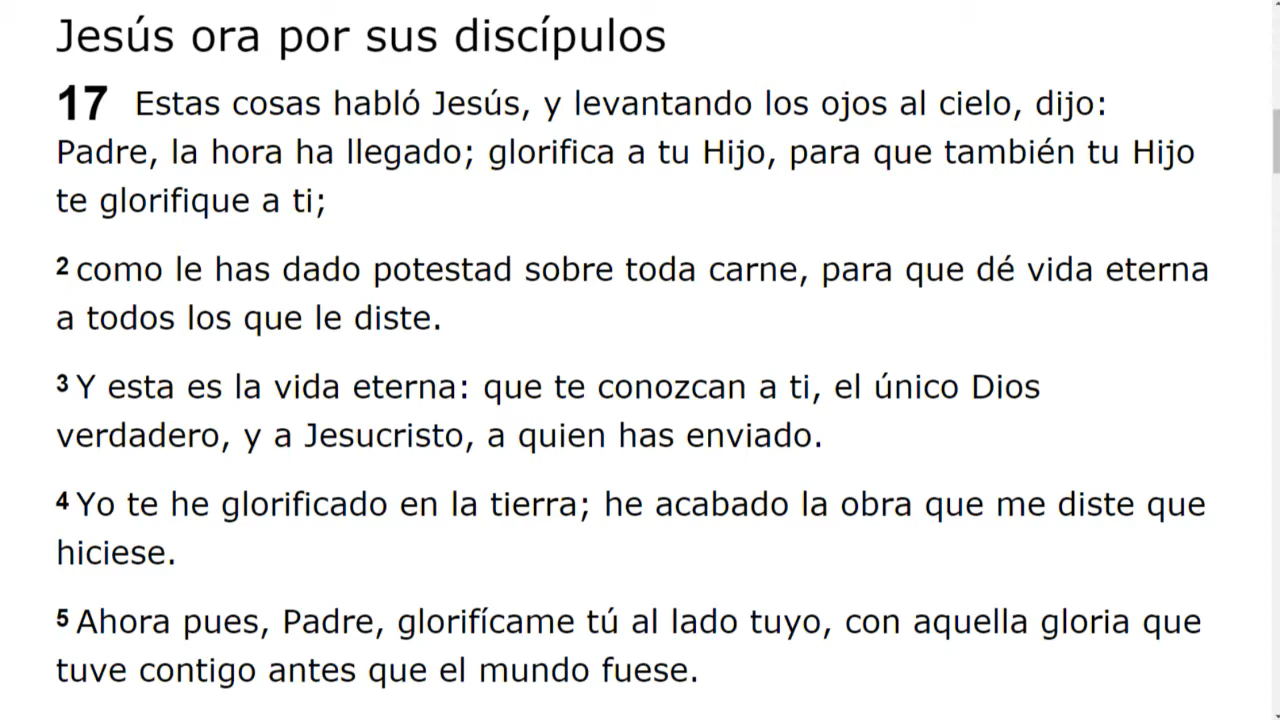 Jesús ora por sus discípulos
17 Estas cosas habló Jesús, y levantando los ojos al cielo, dijo:
Padre, la hora ha llegado; glorifica a tu Hijo, para que también tu Hijo
te glorifique a ti;
2 como le has dado potestad sobre toda carne, para que dé vida eterna
a todos los que le diste.
3 Y esta es la vida eterna: que te conozcan a ti, el único Dios
verdadero, y a Jesucristo, a quien has enviado.
4 Yo te he glorificado en la tierra; he acabado la obra que me diste que
hiciese.
5 Ahora pues, Padre, glorifícame tú al lado tuyo, con aquella gloria que
tuve contigo antes que el mundo fuese.